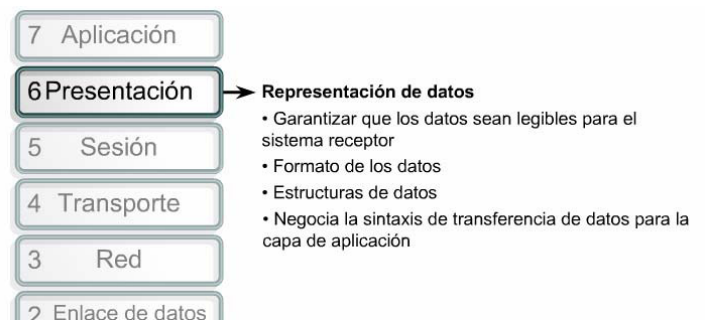 7 Aplicación
6 Presentación
Representación de datos
• Garantizar que los datos sean legibles para el
sistema receptor
• Formato de los datos
• Estructuras de datos
• Negocia la sintaxis de transferencia de datos para la
capa de aplicación
5 Sesión
4 Transporte
3 Red
2 Enlace de datos